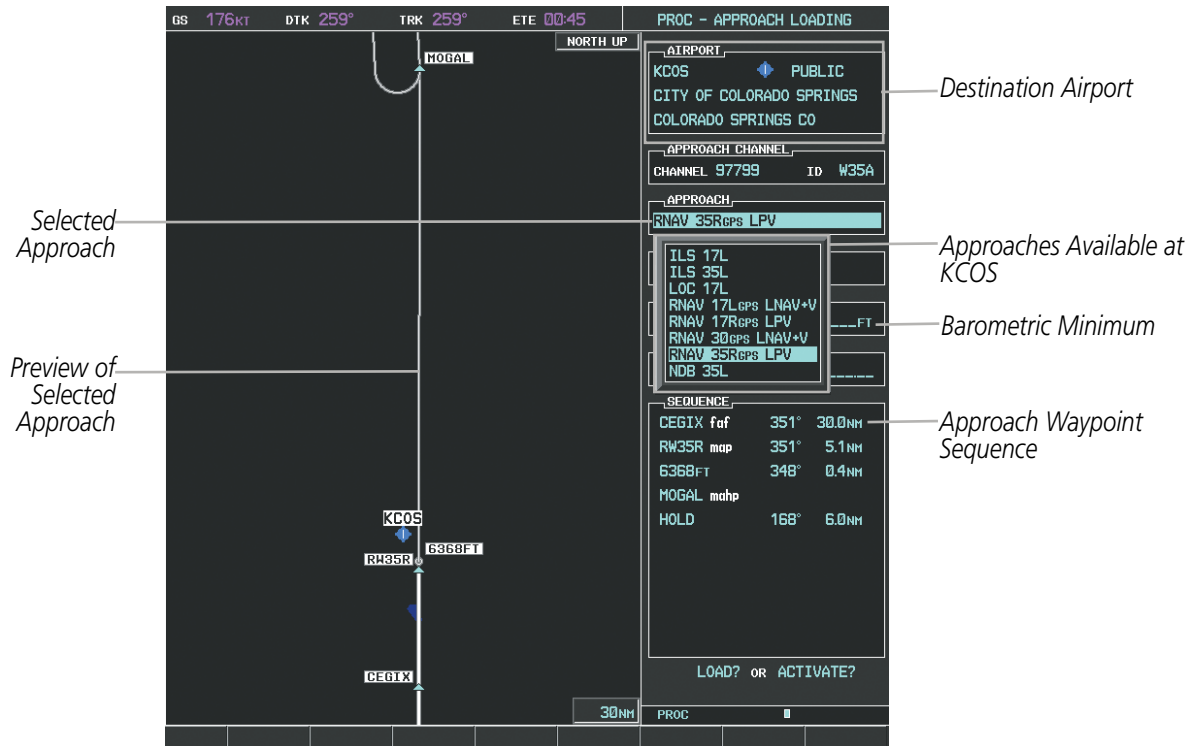 GS 176KT DTK 259° TRK 259° ETE 00:45 PROC - APPROACH LOADING
NORTH UP
MOGAL
AIRPORT
KCOS PUBLIC
CITY OF COLORADO SPRINGS
COLORADO SPRINGS CO
Destination Airport
APPROACH CHANNEL
CHANNEL 97799 ID W35A
APPROACH
RNAV 35RGPS LPV
Selected
Approach
ILS 17L
ILS 35L
LOC 17L
RNAV 17LGPS LNAV+V
RNAV 17RGPS LPV
RNAV 30GPS LNAV+V
RNAV 35RGPS LPV
NDB 35L
Approaches Available at
KCOS
___FT
Barometric Minimum
__:__
Preview of
Selected
Approach
SEQUENCE
CEGIX faf 351° 30.0NM
RW35R map 351° 5.1NM
6368FT 348° 0.4NM
MOGAL mahp
HOLD 168° 6.0NM
Approach Waypoint
Sequence
KCOS
6368FT
RW35R
CEGIX
LOAD? OR ACTIVATE?
30NM
PROC